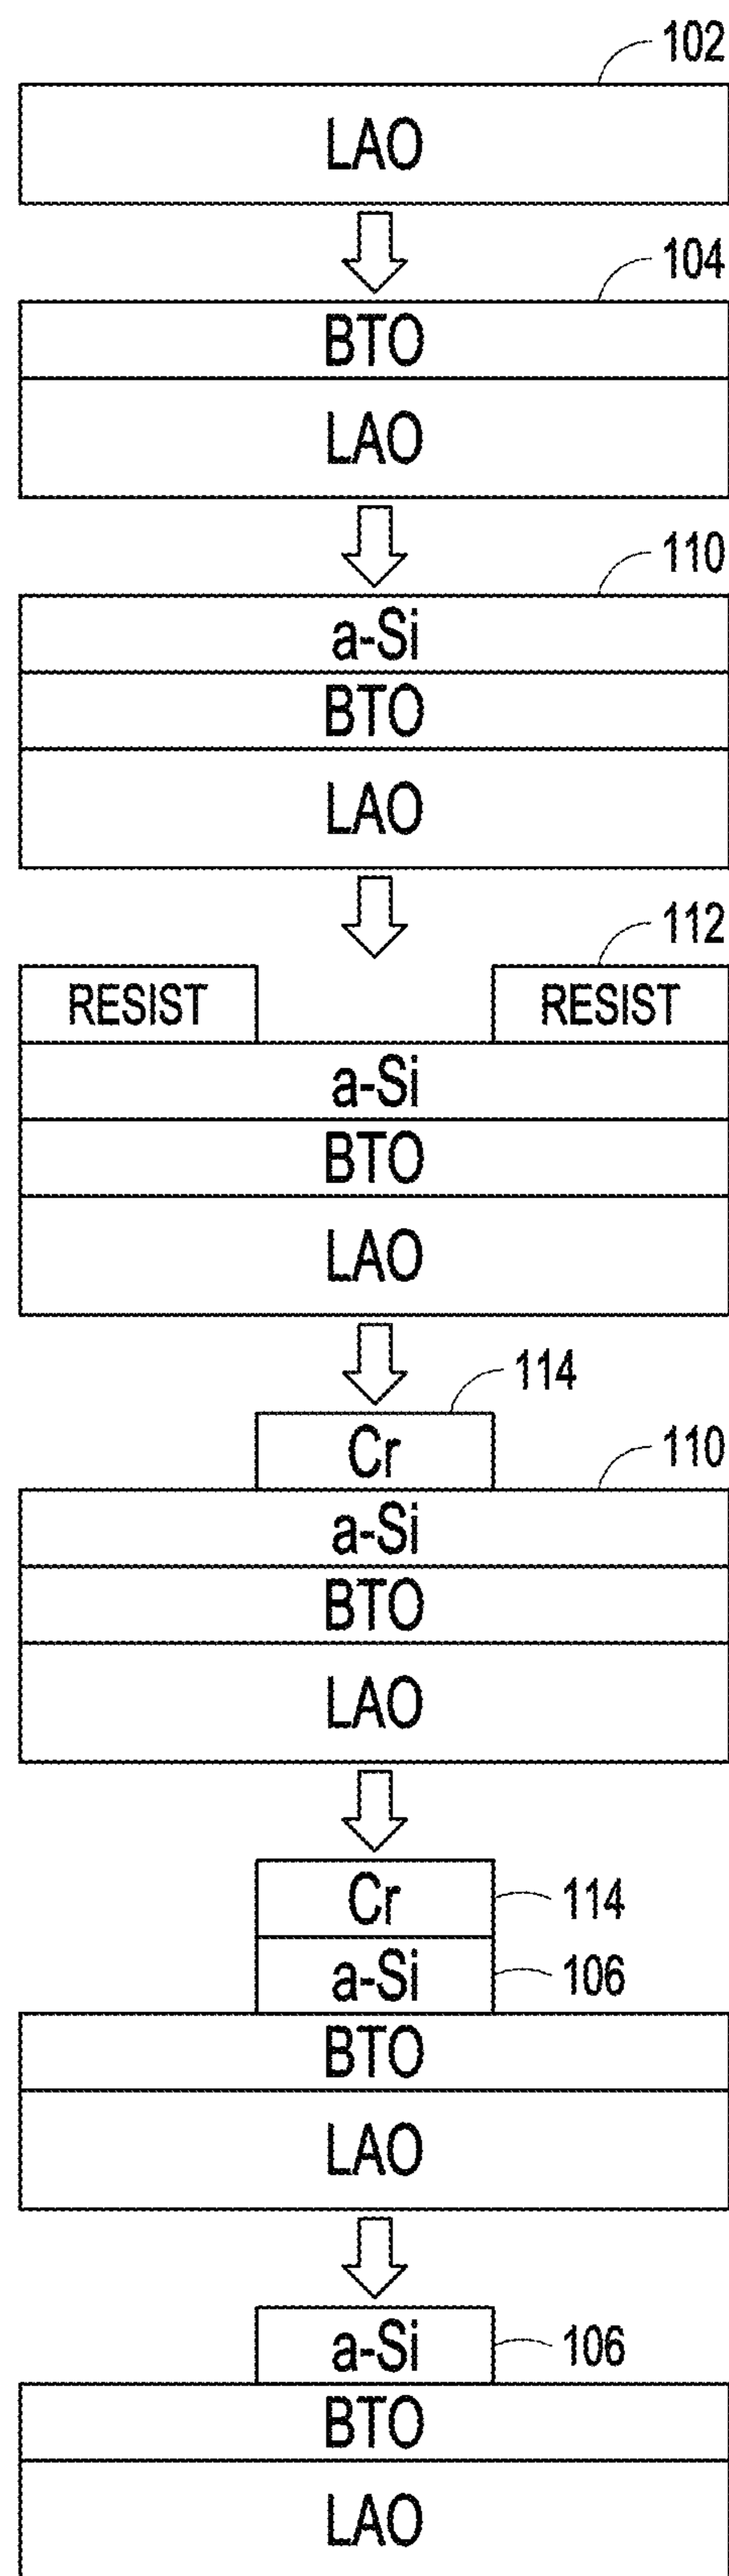 102
LAO
104
BTO
LAO
110
a-Si
BTO
LAO
112
RESIST RESIST
a-Si
BTO
LAO
114
Cr
110
a-Si
BTO
LAO
Cr 114
a-Si 106
BTO
LAO
a-Si 106
BTO
LAO